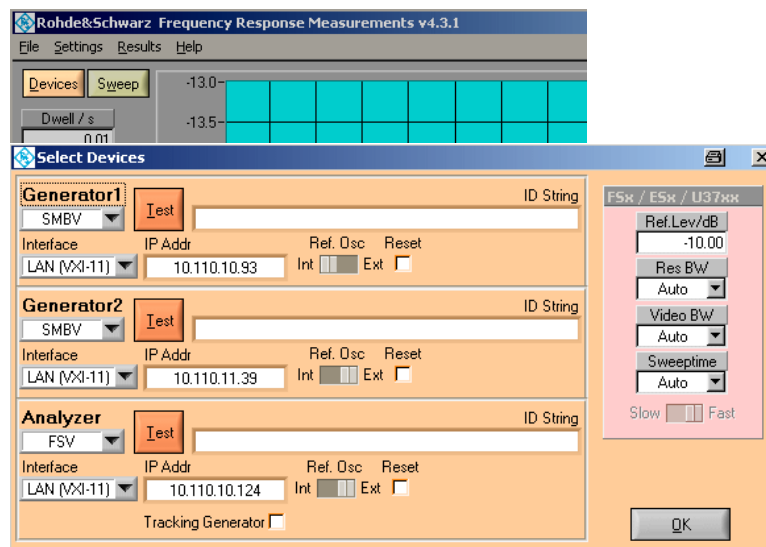 Rohde&Schwarz Frequency Response Measurements v4.3.1
File Settings Results Help
Devices Sweep -13.0-
Dwell / s -13.5-
0.01
Select Devices
Generator1 ID String
SMBV Test
Interface IP Addr Ref. Osc Reset
LAN (VXI-11) 10.110.10.93 Int Ext
Generator2 ID String
SMBV Test
Interface IP Addr Ref. Osc Reset
LAN (VXI-11) 10.110.11.39 Int Ext
Analyzer ID String
FSV Test
Interface IP Addr Ref. Osc Reset
LAN (VXI-11) 10.110.10.124 Int Ext
Tracking Generator
FSx / ESx / U37xx
Ref.Lev/dB
-10.00
Res BW
Auto
Video BW
Auto
Sweeptime
Auto
Slow Fast
OK